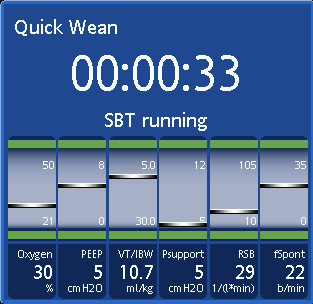 Quick Wean
00:00:33
SBT running
50 8 5.0 12 105 35
21 0 30.0 5 10 0
Oxygen PEEP VT/IBW Psupport RSB fSpont
30 5 10.7 5 29 22
% cmH2O ml/kg cmH2O 1/(l*min) b/min